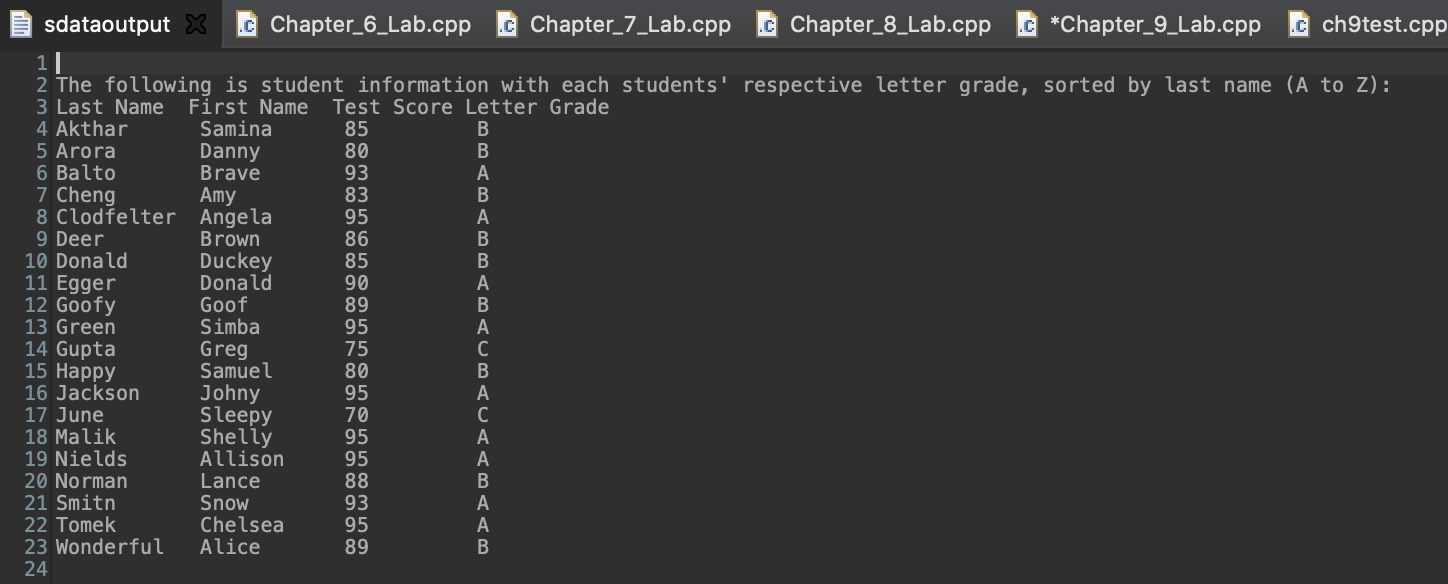 sdataoutput Chapter_6_Lab.cpp Chapter_7_Lab.cpp Chapter_8_Lab.cpp *Chapter_9_Lab.cpp ch9test.cpp
1
2 The following is student information with each students' respective letter grade, sorted by last name (A to Z):
3 Last Name  First Name  Test Score Letter Grade
4 Akthar      Samina      85         B
5 Arora       Danny       80         B
6 Balto       Brave       93         A
7 Cheng       Amy         83         B
8 Clodfelter  Angela      95         A
9 Deer        Brown       86         B
10 Donald      Duckey      85         B
11 Egger       Donald      90         A
12 Goofy       Goof        89         B
13 Green       Simba       95         A
14 Gupta       Greg        75         C
15 Happy       Samuel      80         B
16 Jackson     Johny       95         A
17 June        Sleepy      70         C
18 Malik       Shelly      95         A
19 Nields      Allison     95         A
20 Norman      Lance       88         B
21 Smitn       Snow        93         A
22 Tomek       Chelsea     95         A
23 Wonderful   Alice       89         B
24